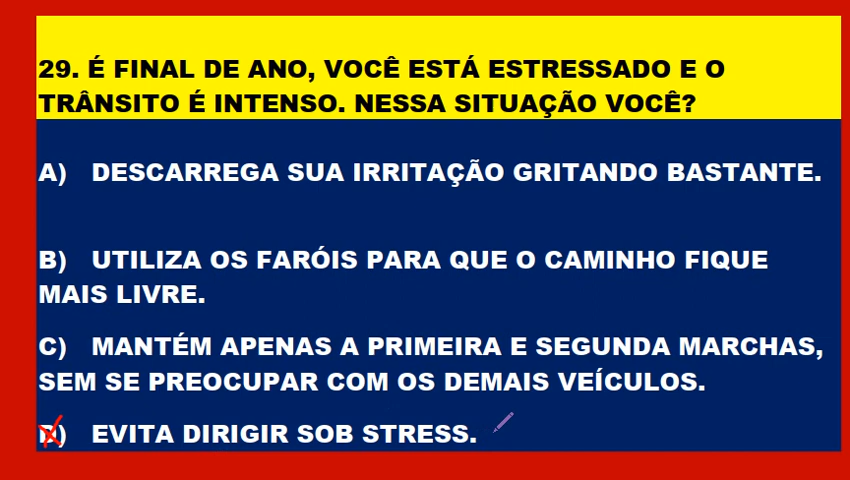 29. É FINAL DE ANO, VOCÊ ESTÁ ESTRESSADO E O
TRÂNSITO É INTENSO. NESSA SITUAÇÃO VOCÊ?
A) DESCARREGA SUA IRRITAÇÃO GRITANDO BASTANTE.
B) UTILIZA OS FARÓIS PARA QUE O CAMINHO FIQUE
MAIS LIVRE.
C) MANTÉM APENAS A PRIMEIRA E SEGUNDA MARCHAS,
SEM SE PREOCUPAR COM OS DEMAIS VEÍCULOS.
D) EVITA DIRIGIR SOB STRESS.